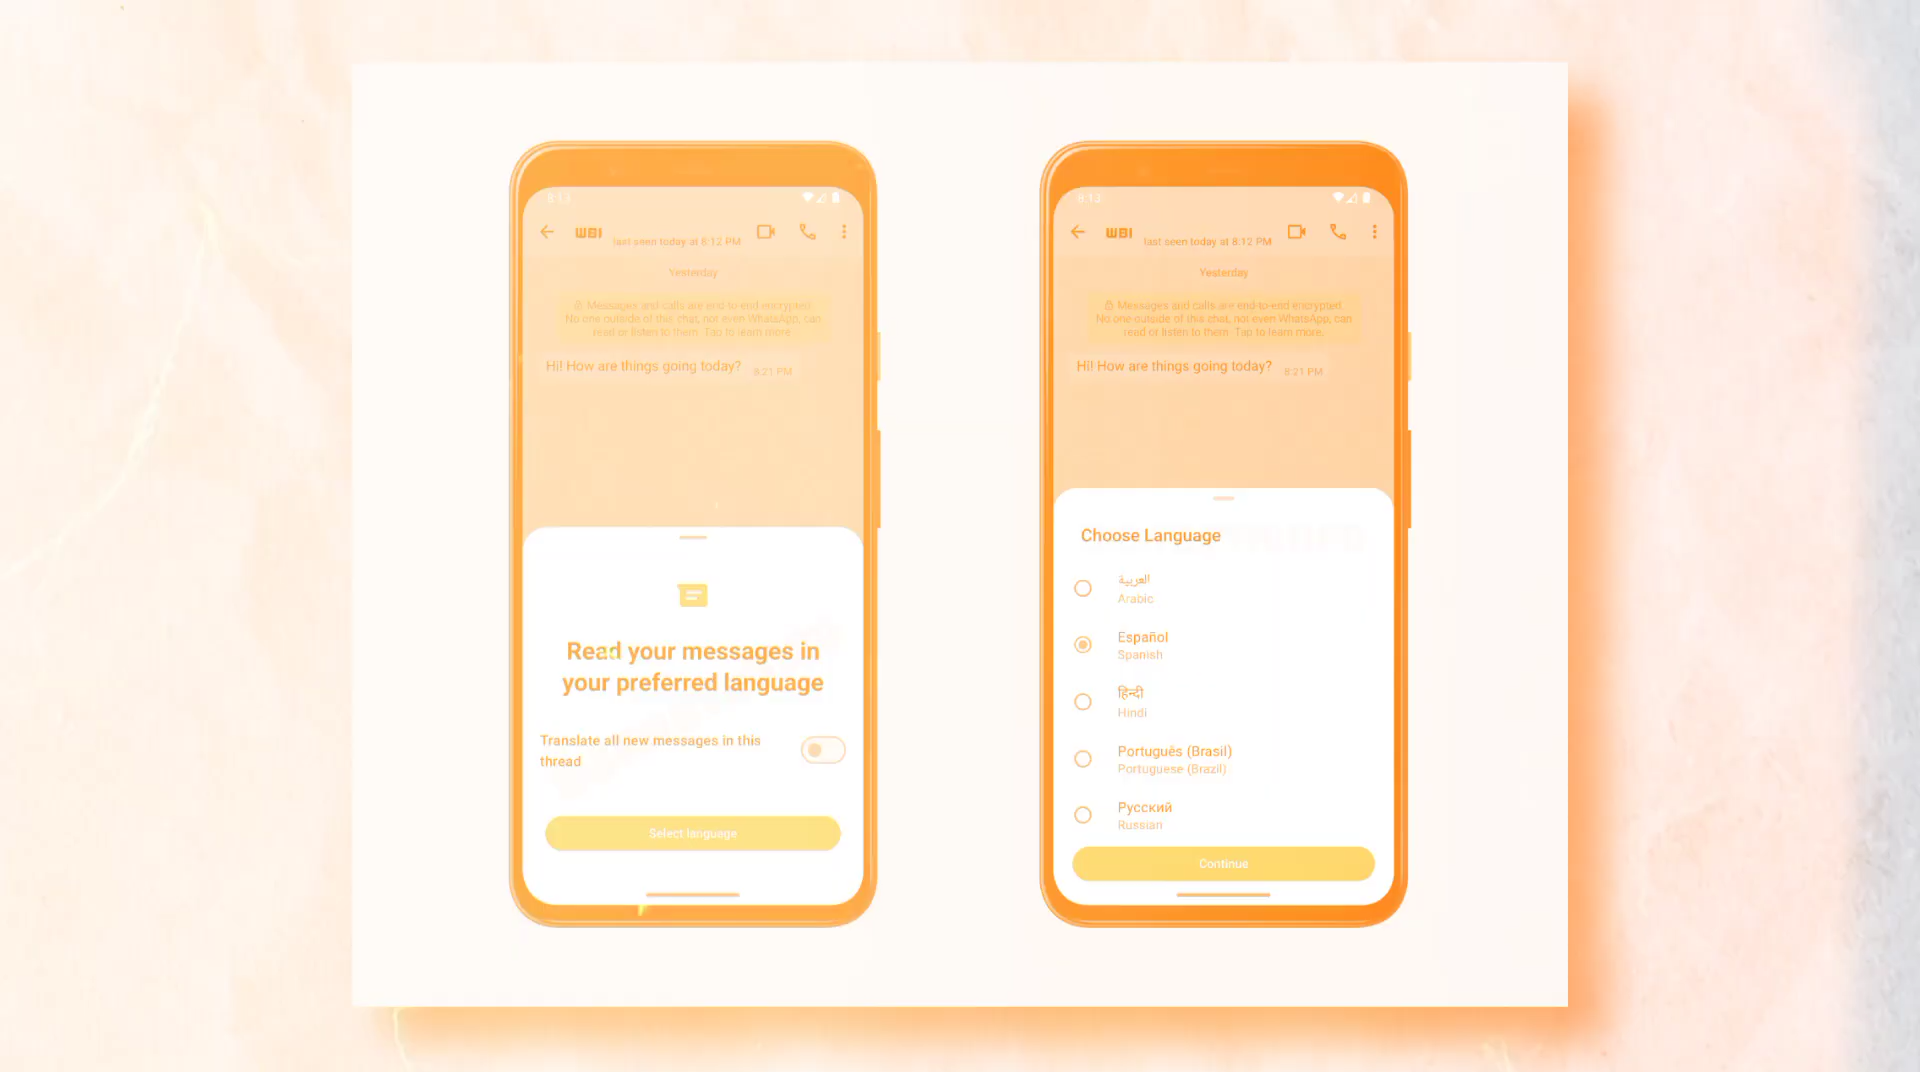 8:13
WBI
last seen today at 8:12 PM
Yesterday
Messages and calls are end-to-end encrypted.
No one outside of this chat, not even WhatsApp, can
read or listen to them. Tap to learn more.
Hi! How are things going today? 8:21 PM
Read your messages in
your preferred language
Translate all new messages in this
thread
Select language
8:13
WBI
last seen today at 8:12 PM
Yesterday
Messages and calls are end-to-end encrypted.
No one outside of this chat, not even WhatsApp, can
read or listen to them. Tap to learn more.
Hi! How are things going today? 8:21 PM
Choose Language
العربية
Arabic
Español
Spanish
हिन्दी
Hindi
Português (Brasil)
Portuguese (Brazil)
Русский
Russian
Continue